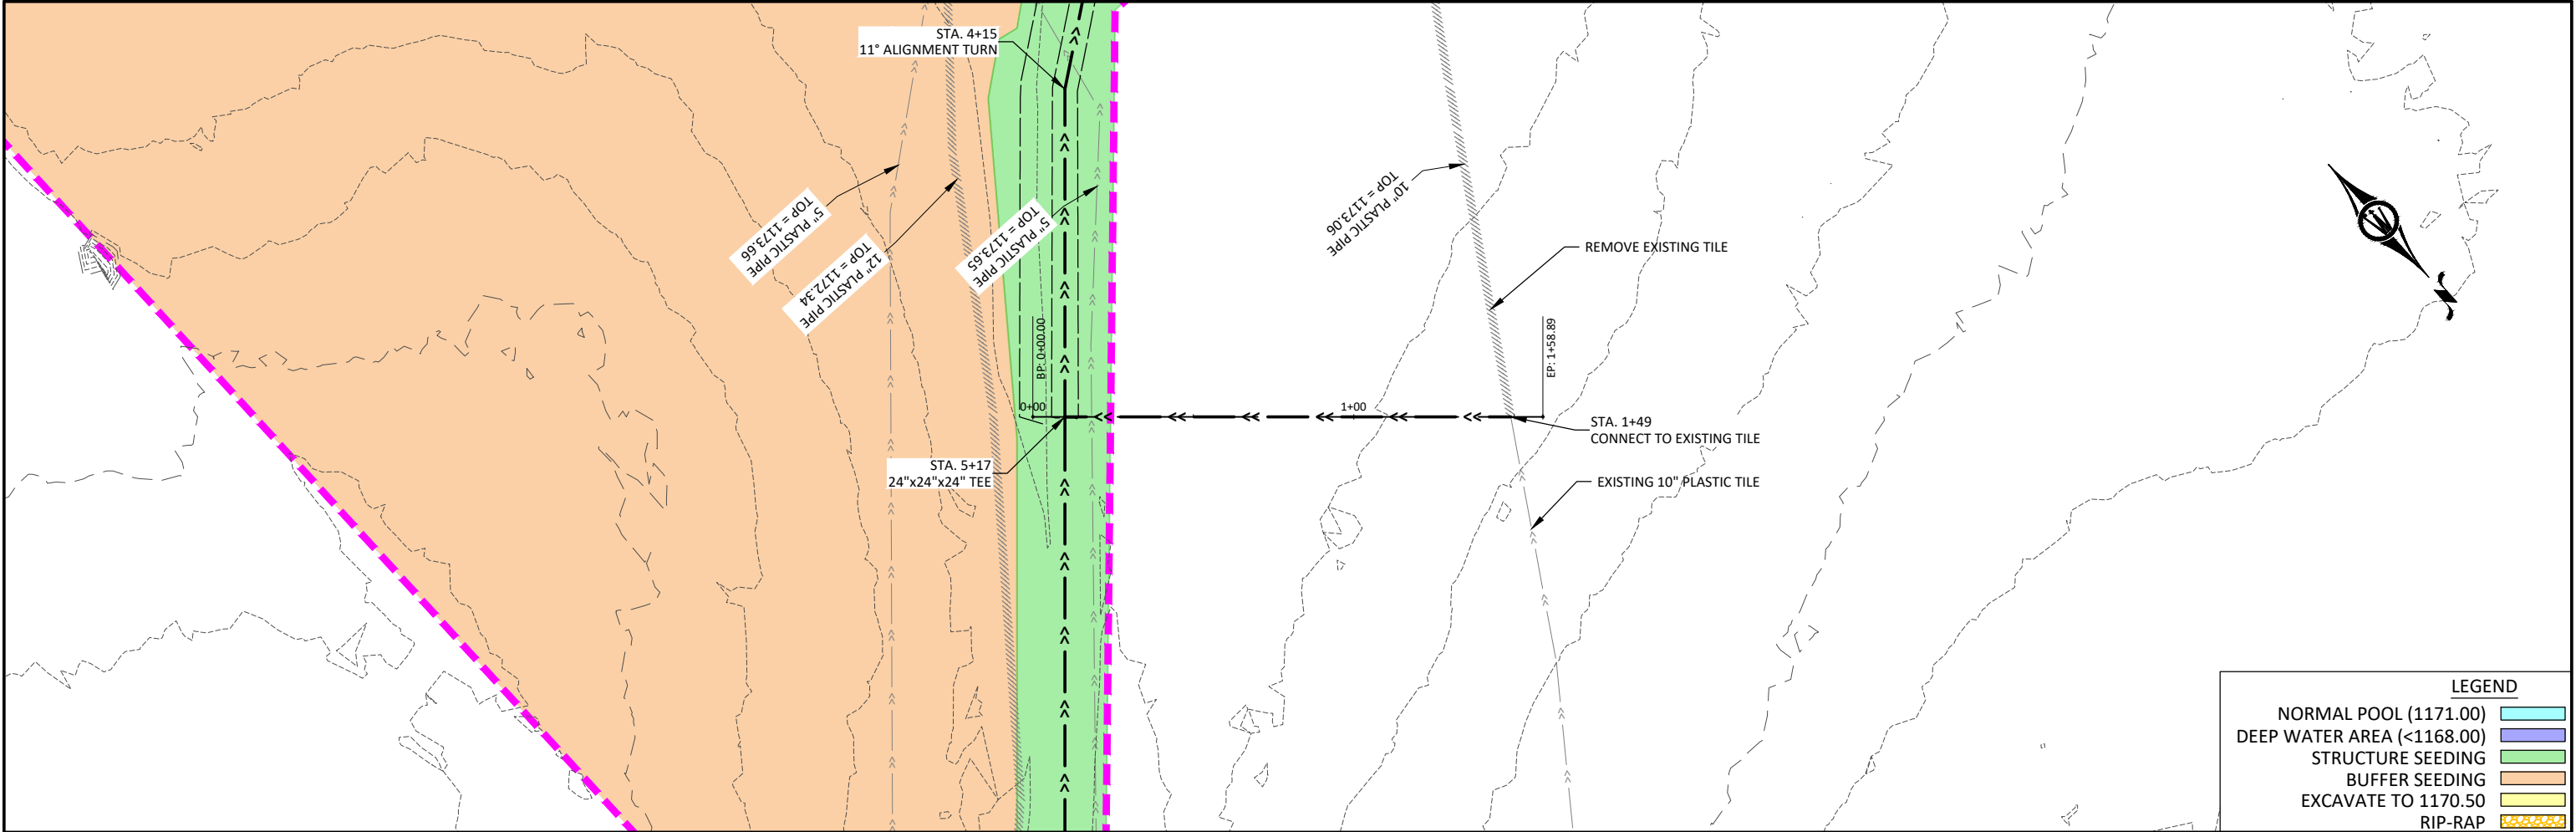 STA. 4+15
11° ALIGNMENT TURN
5" PLASTIC PIPE
TOP = 1173.66
12" PLASTIC PIPE
TOP = 1172.34
5" PLASTIC PIPE
TOP = 1173.65
10" PLASTIC PIPE
TOP = 1173.06
REMOVE EXISTING TILE
BP: 0+00.00
EP: 1+58.89
0+00
1+00
STA. 1+49
CONNECT TO EXISTING TILE
STA. 5+17
24"x24"x24" TEE
EXISTING 10" PLASTIC TILE
N
LEGEND
NORMAL POOL (1171.00)
DEEP WATER AREA (<1168.00)
STRUCTURE SEEDING
BUFFER SEEDING
EXCAVATE TO 1170.50
RIP-RAP